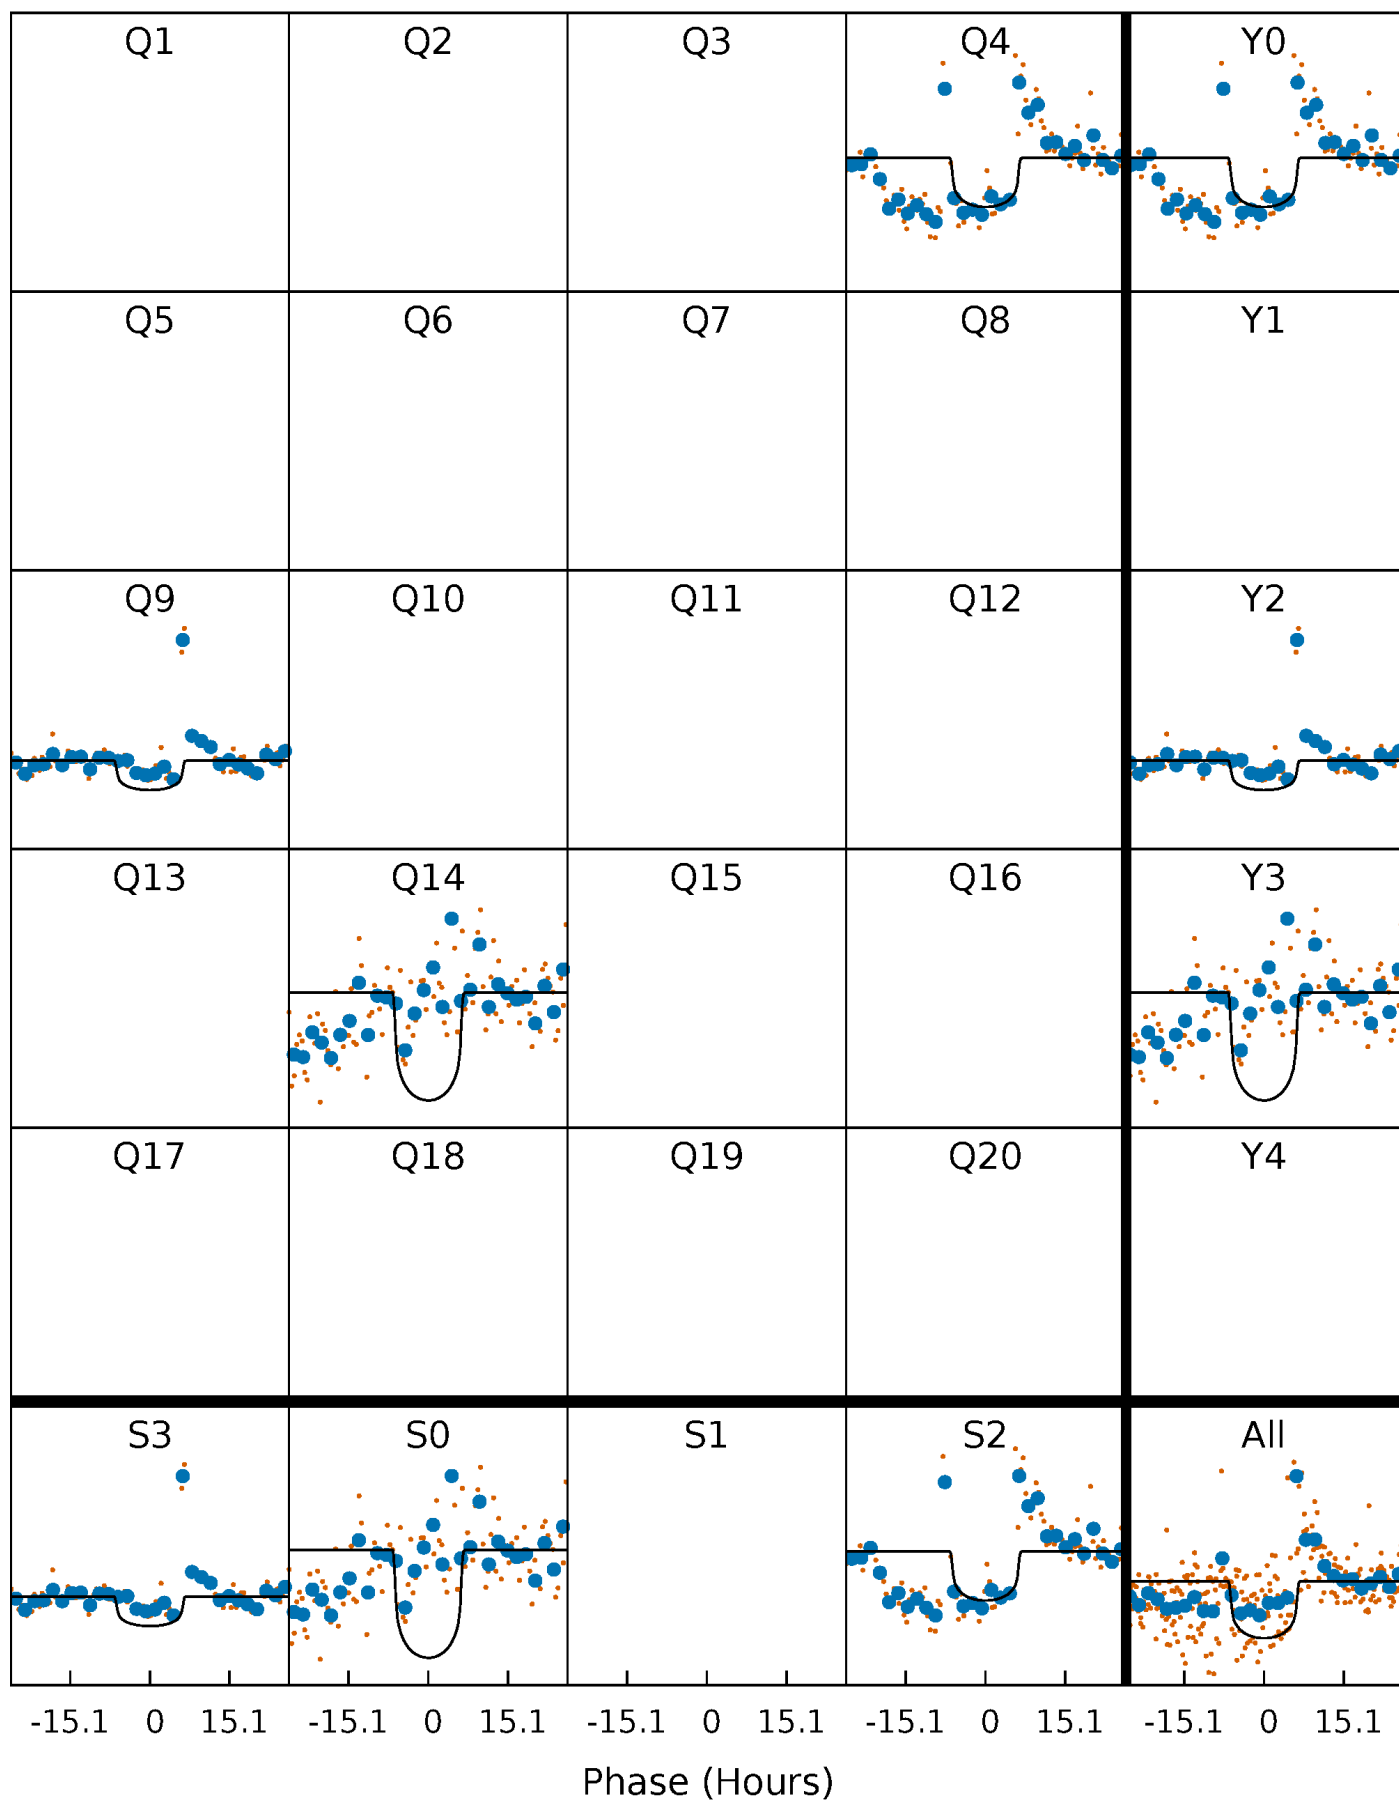 Q1 Q2 Q3 Q4 Y0
Q5 Q6 Q7 Q8 Y1
Q9 Q10 Q11 Q12 Y2
Q13 Q14 Q15 Q16 Y3
Q17 Q18 Q19 Q20 Y4
S3 S0 S1 S2 All
-15.1 0 15.1 -15.1 0 15.1 -15.1 0 15.1 -15.1 0 15.1 -15.1 0 15.1
Phase (Hours)